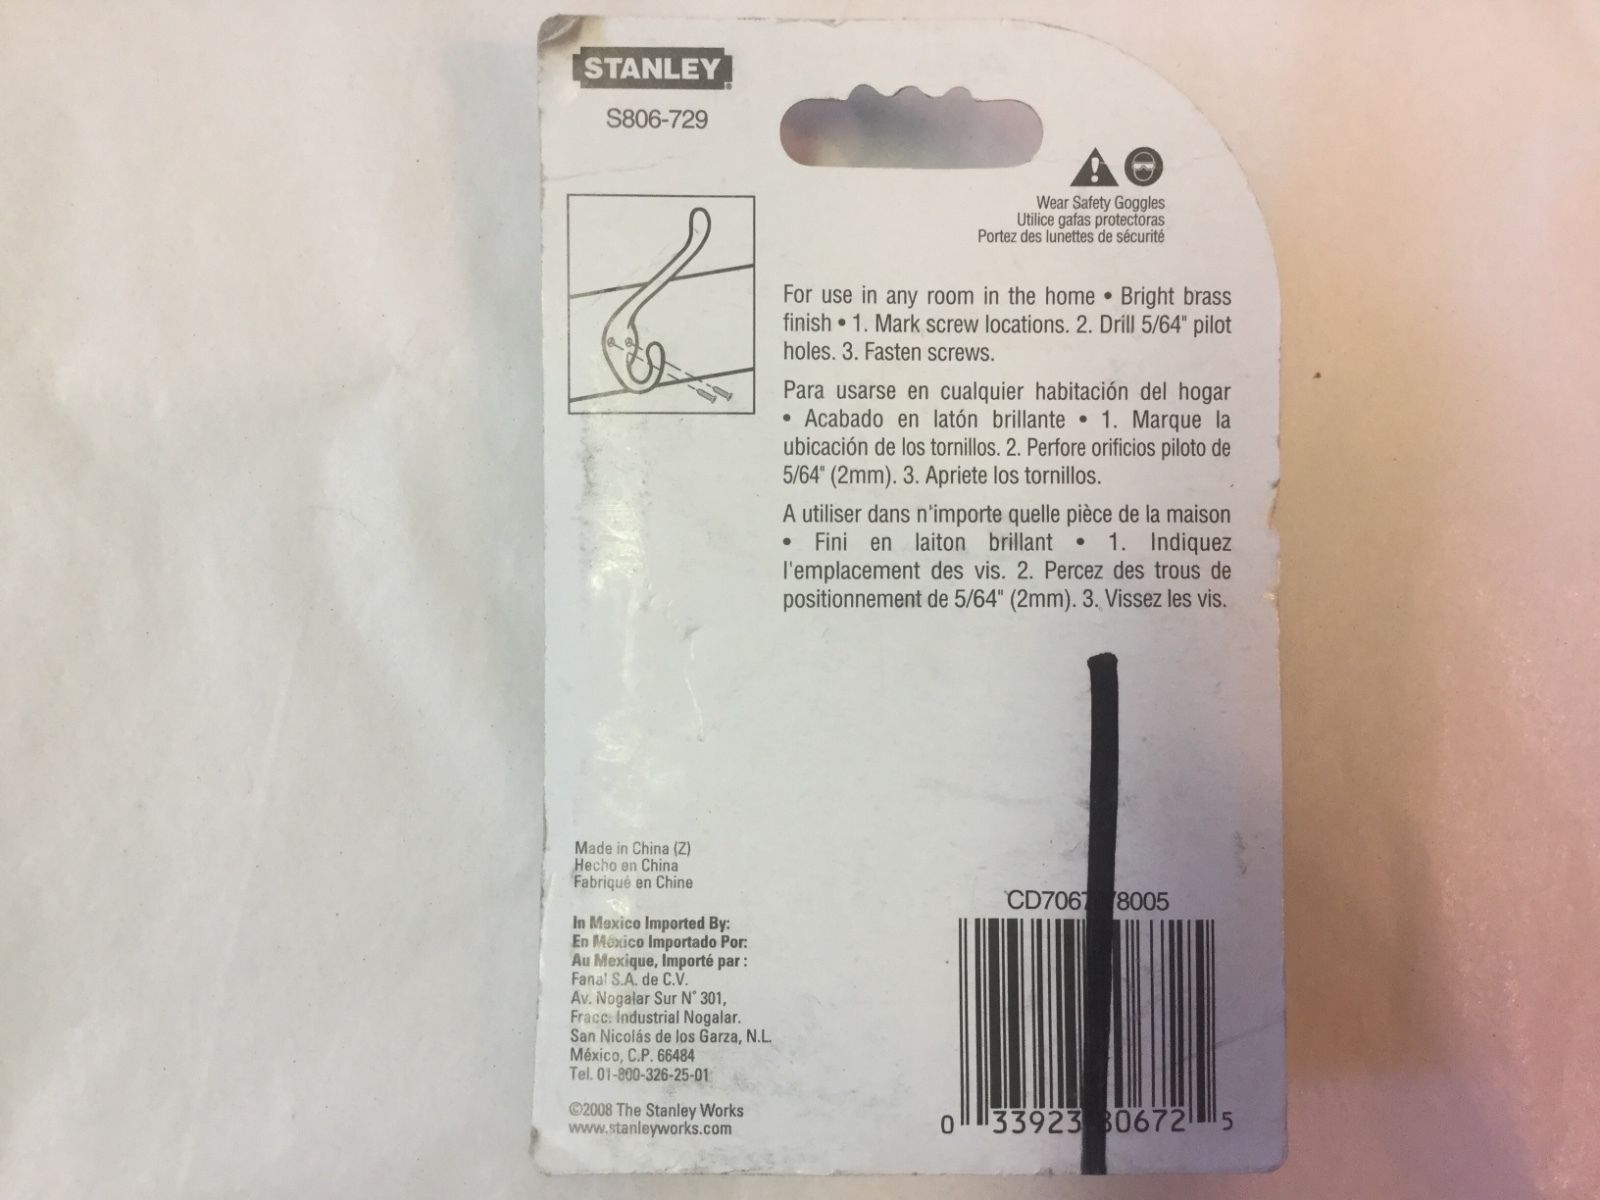 STANLEY
S806-729
Wear Safety Goggles
Utilice gafas protectoras
Portez des lunettes de sécurité
For use in any room in the home • Bright brass
finish • 1. Mark screw locations. 2. Drill 5/64" pilot
holes. 3. Fasten screws.
Para usarse en cualquier habitación del hogar
• Acabado en latón brillante • 1. Marque la
ubicación de los tornillos. 2. Perfore orificios piloto de
5/64" (2mm). 3. Apriete los tornillos.
A utiliser dans n'importe quelle pièce de la maison
• Fini en laiton brillant • 1. Indiquez
l'emplacement des vis. 2. Percez des trous de
positionnement de 5/64" (2mm). 3. Vissez les vis.
Made in China (Z)
Hecho en China
Fabriqué en Chine
In Mexico Imported By:
En México Importado Por:
Au Mexique, Importé par :
Fanal S.A. de C.V.
Av. Nogalar Sur N° 301,
Fracc. Industrial Nogalar.
San Nicolás de los Garza, N.L.
México, C.P. 66484
Tel. 01-800-326-25-01
©2008 The Stanley Works
www.stanleyworks.com
0 33923 5